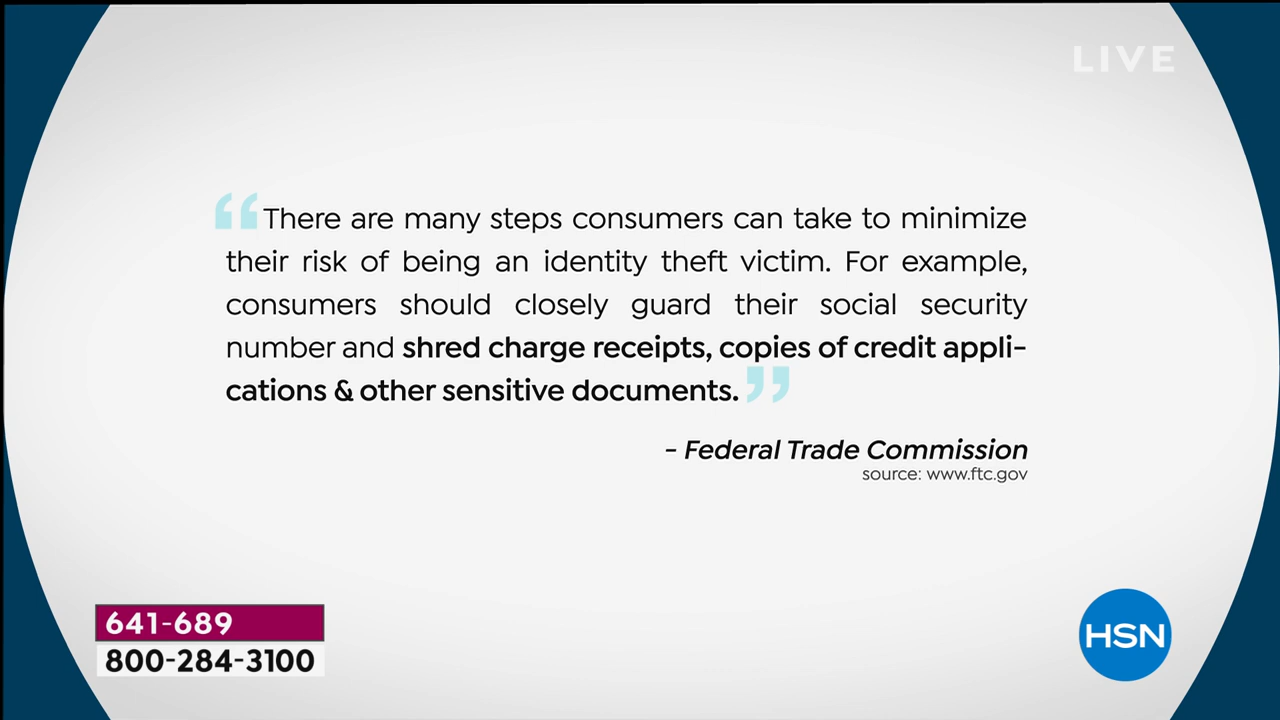 LIVE
“There are many steps consumers can take to minimize
their risk of being an identity theft victim. For example,
consumers should closely guard their social security
number and shred charge receipts, copies of credit appli-
cations & other sensitive documents.”
- Federal Trade Commission
source: www.ftc.gov
641-689
800-284-3100
HSN